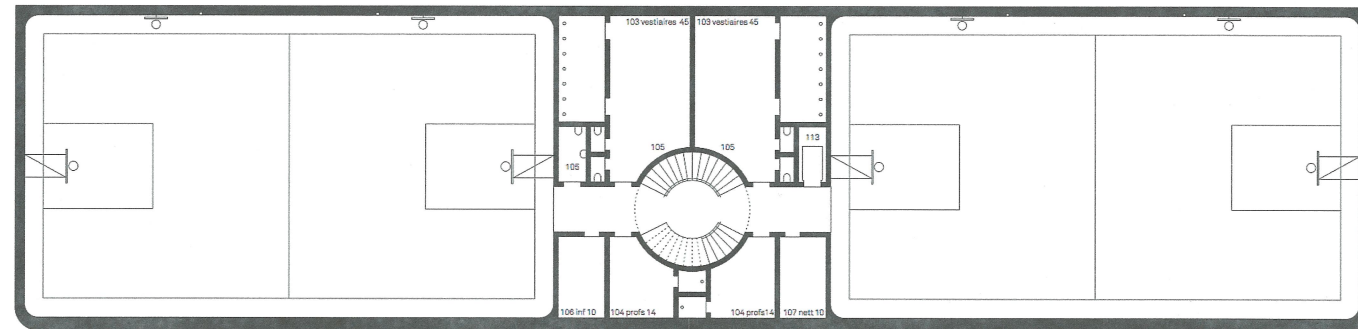 103 vestiaires 45
103 vestiaires 45
113
105
105
105
106 inf 10
104 profs 14
104 profs14
107 nett 10